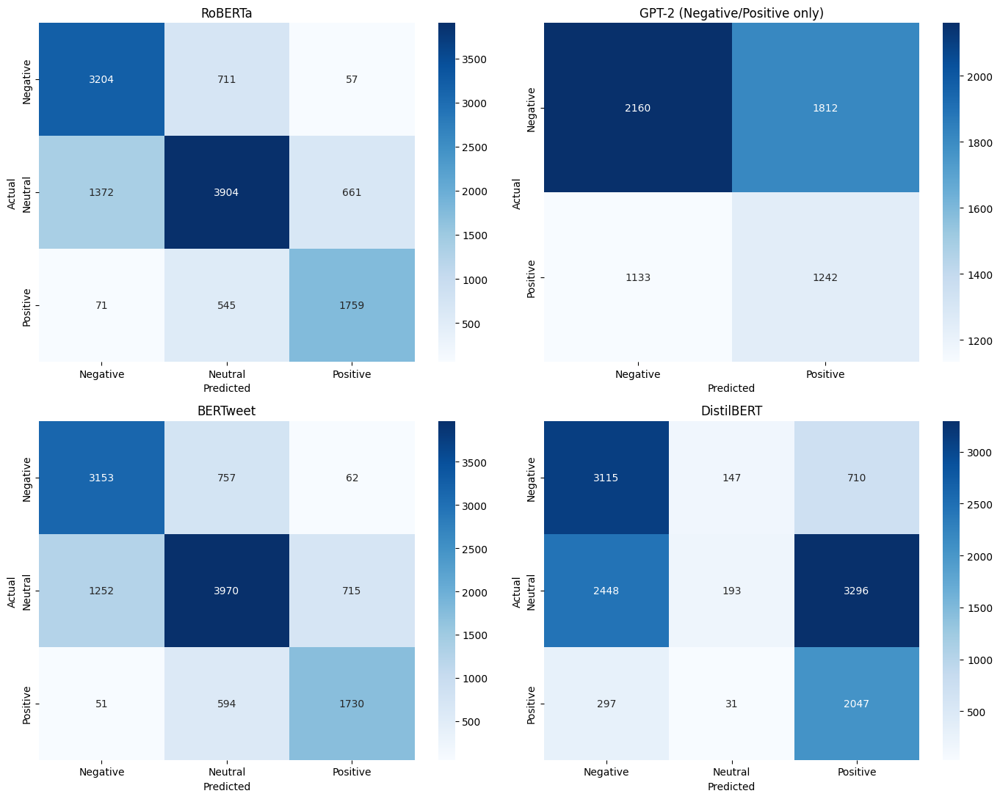 RoBERTa
Negative
3204 711 57
Actual
Neutral
1372 3904 661
Positive
71 545 1759
Negative Neutral Positive
Predicted
3500
3000
2500
2000
1500
1000
500
GPT-2 (Negative/Positive only)
Negative
2160 1812
Actual
Positive
1133 1242
Negative Positive
Predicted
2000
1800
1600
1400
1200
BERTweet
Negative
3153 757 62
Actual
Neutral
1252 3970 715
Positive
51 594 1730
Negative Neutral Positive
Predicted
3500
3000
2500
2000
1500
1000
500
DistilBERT
Negative
3115 147 710
Actual
Neutral
2448 193 3296
Positive
297 31 2047
Negative Neutral Positive
Predicted
3000
2500
2000
1500
1000
500